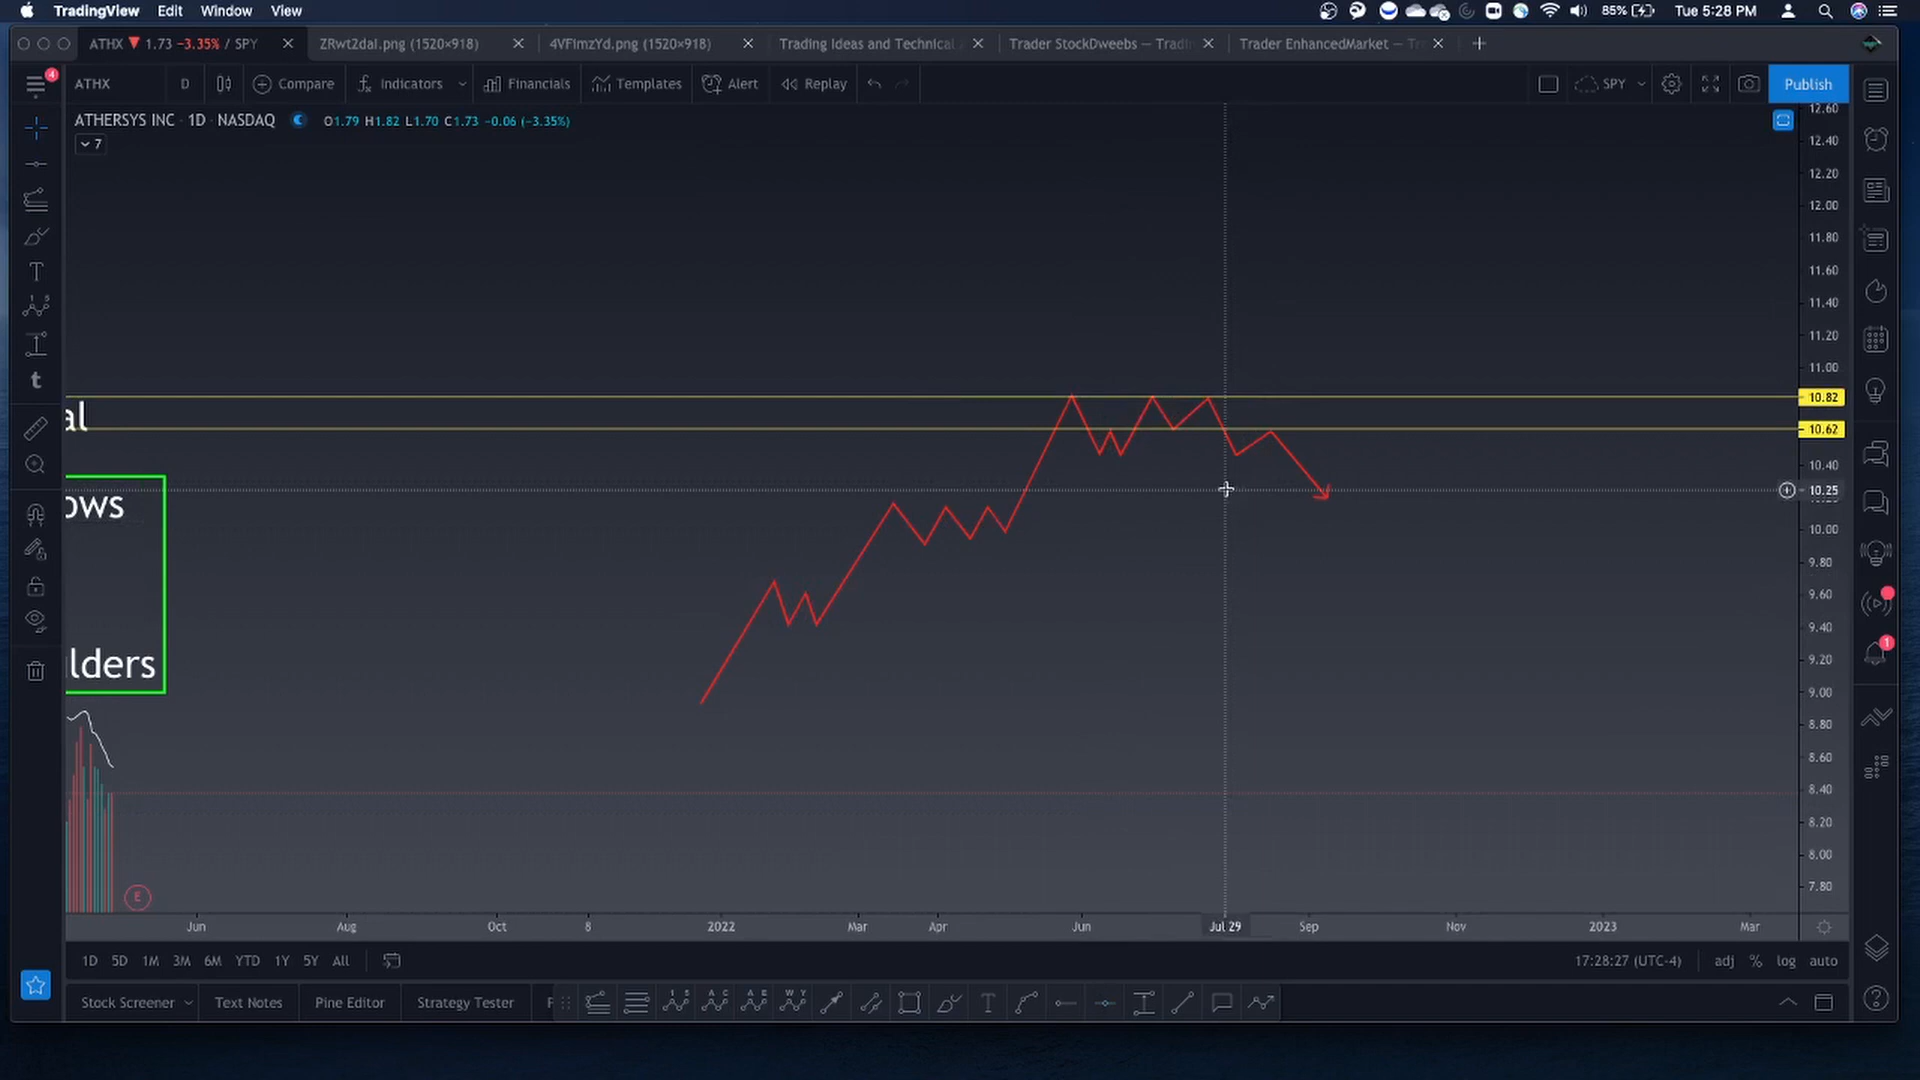 TradingView Edit Window View 85% Tue 5:28 PM
ATHX 1.73 -3.35% / SPY ZRwt2dal.png (1520×918) 4VFimzYd.png (1520×918) Trading Ideas and Technical Trader StockDweebs — Tradi Trader EnhancedMarket — Tr
4 ATHX D Compare Indicators Financials Templates Alert Replay SPY Publish
ATHERSYS INC · 1D · NASDAQ O1.79 H1.82 L1.70 C1.73 -0.06 (-3.35%)
7
12.60
12.40
12.20
12.00
11.80
11.60
11.40
11.20
11.00
10.82
al
10.62
10.40
10.25
ows
10.00
9.80
9.60
9.40
lders
9.20
9.00
8.80
8.60
8.40
8.20
8.00
7.80
T
t
1
E
Jun Aug Oct 8 2022 Mar Apr Jun Jul 29 Sep Nov 2023 Mar
1D 5D 1M 3M 6M YTD 1Y 5Y All 17:28:27 (UTC-4) adj % log auto
Stock Screener Text Notes Pine Editor Strategy Tester